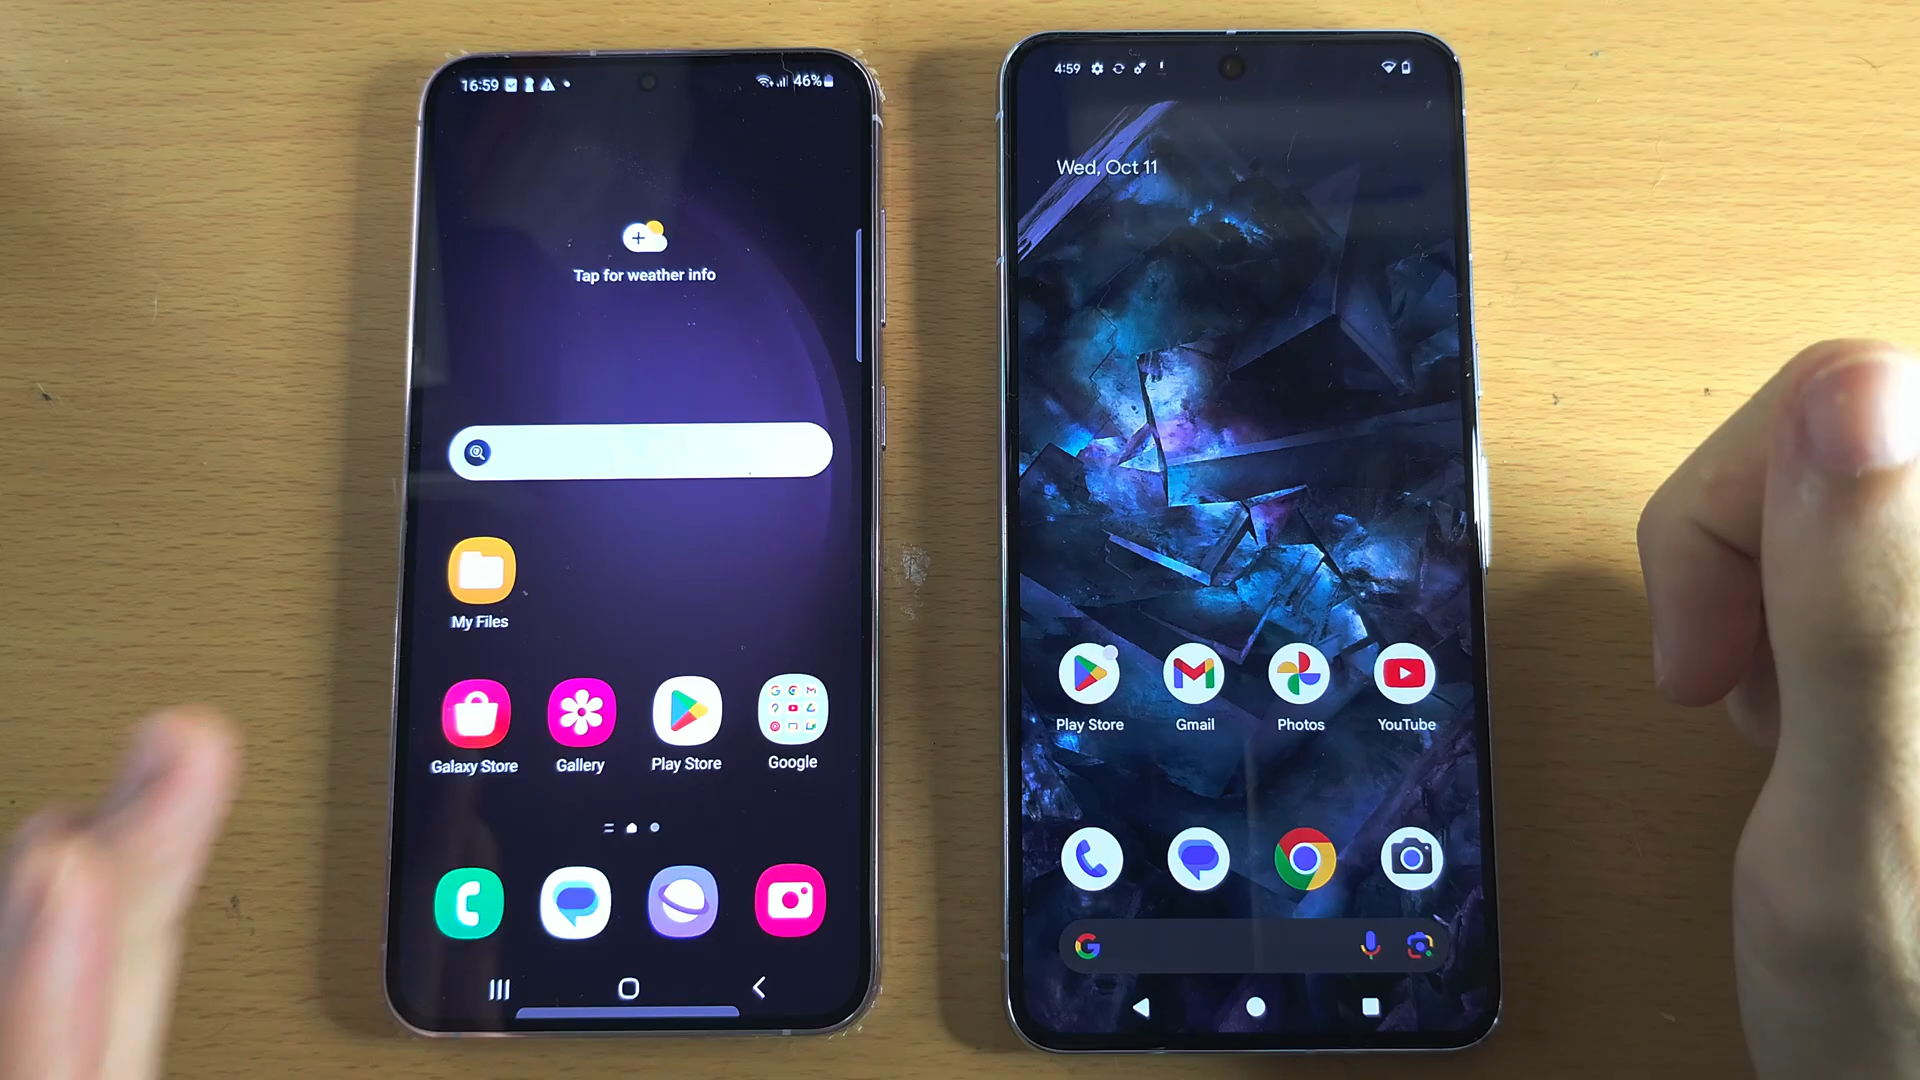 16:59
46%
Tap for weather info
My Files
Galaxy Store
Gallery
Play Store
Google
4:59
Wed, Oct 11
Play Store
Gmail
Photos
YouTube